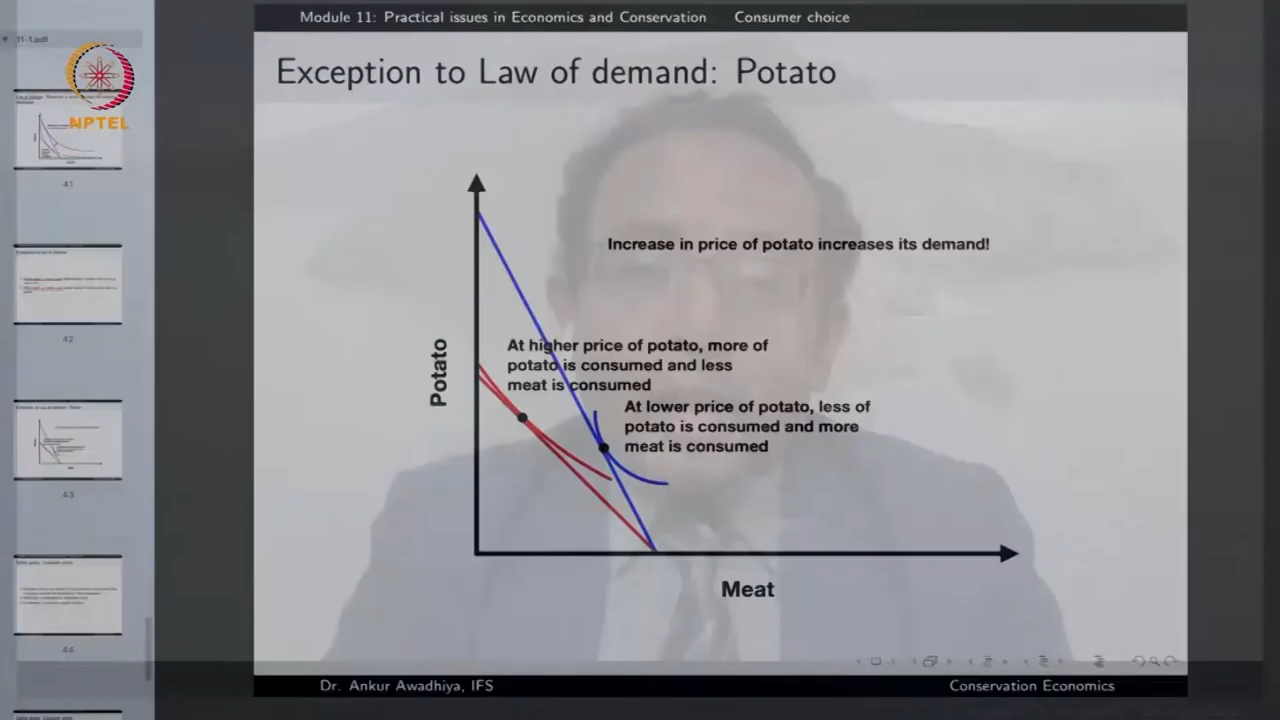 Module 11: Practical issues in Economics and Conservation Consumer choice
11-1.pdf
NPTEL
Exception to Law of demand: Potato
41
42
43
44
Increase in price of potato increases its demand!
Potato
At higher price of potato, more of
potato is consumed and less
meat is consumed
At lower price of potato, less of
potato is consumed and more
meat is consumed
Meat
Dr. Ankur Awadhiya, IFS
Conservation Economics